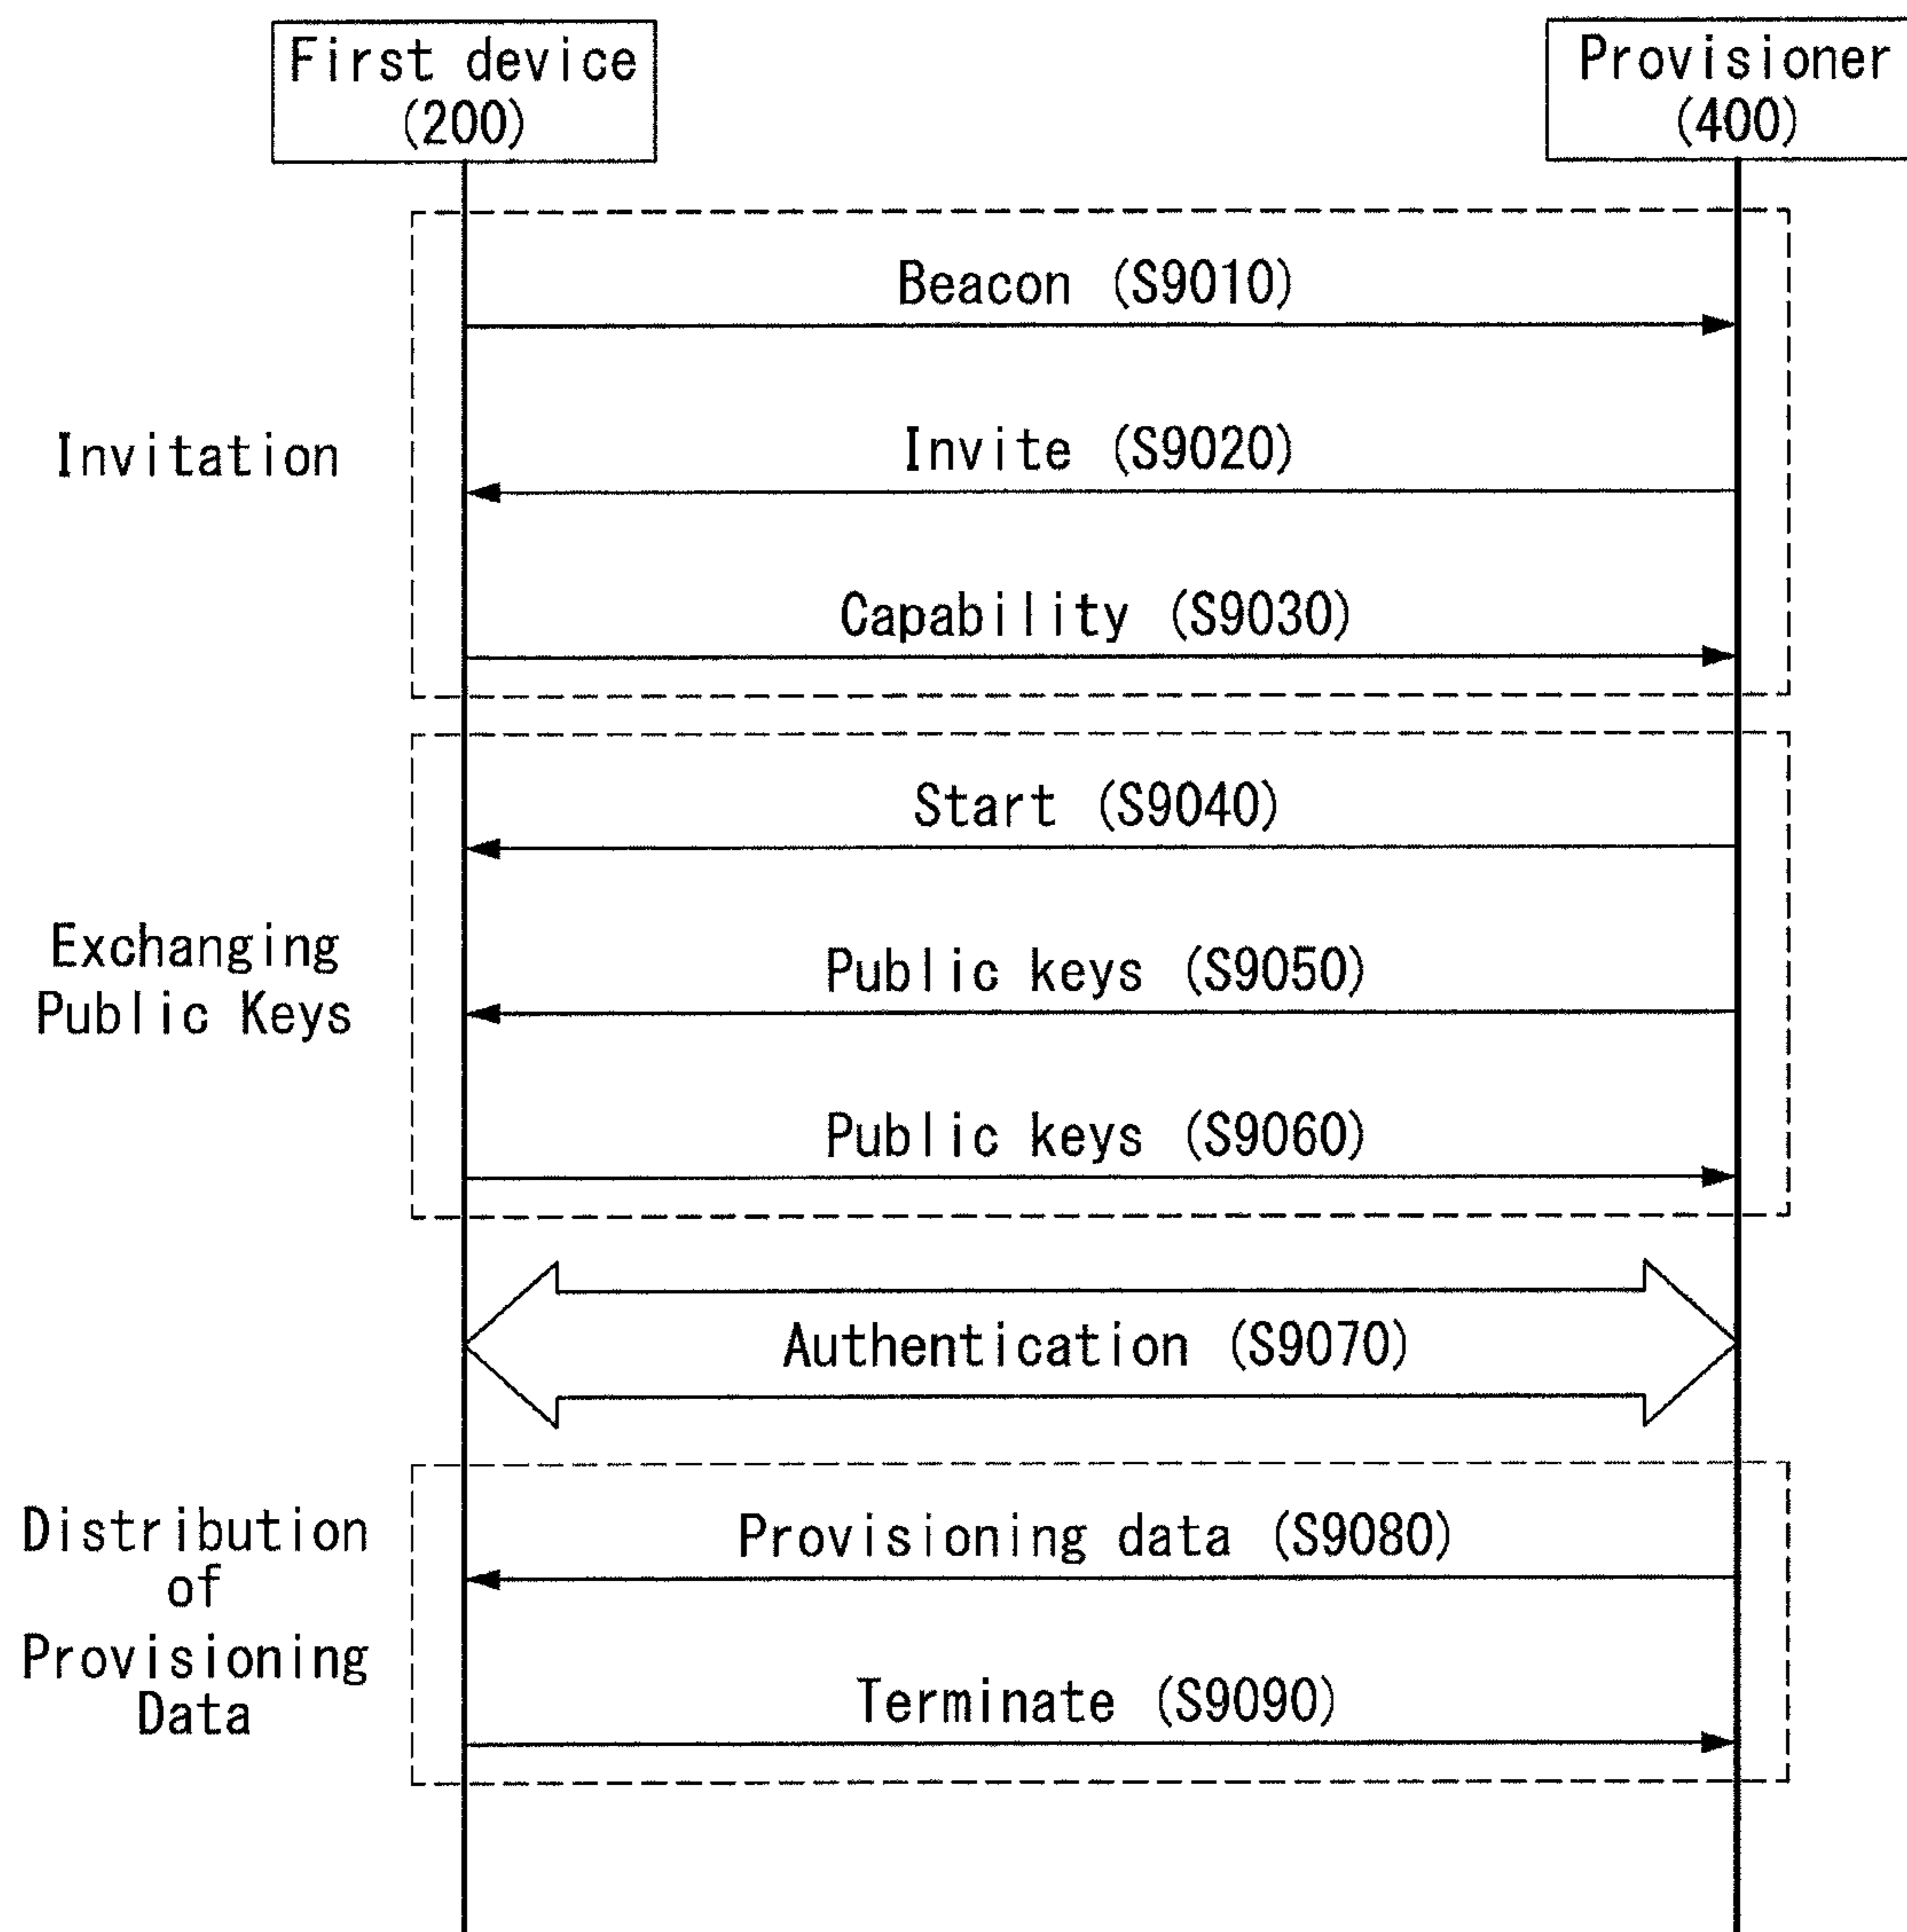 First device
(200)
Provisioner
(400)
Beacon (S9010)
Invitation
Invite (S9020)
Capability (S9030)
Start (S9040)
Exchanging
Public Keys
Public keys (S9050)
Public keys (S9060)
Authentication (S9070)
Distribution
of
Provisioning
Data
Provisioning data (S9080)
Terminate (S9090)